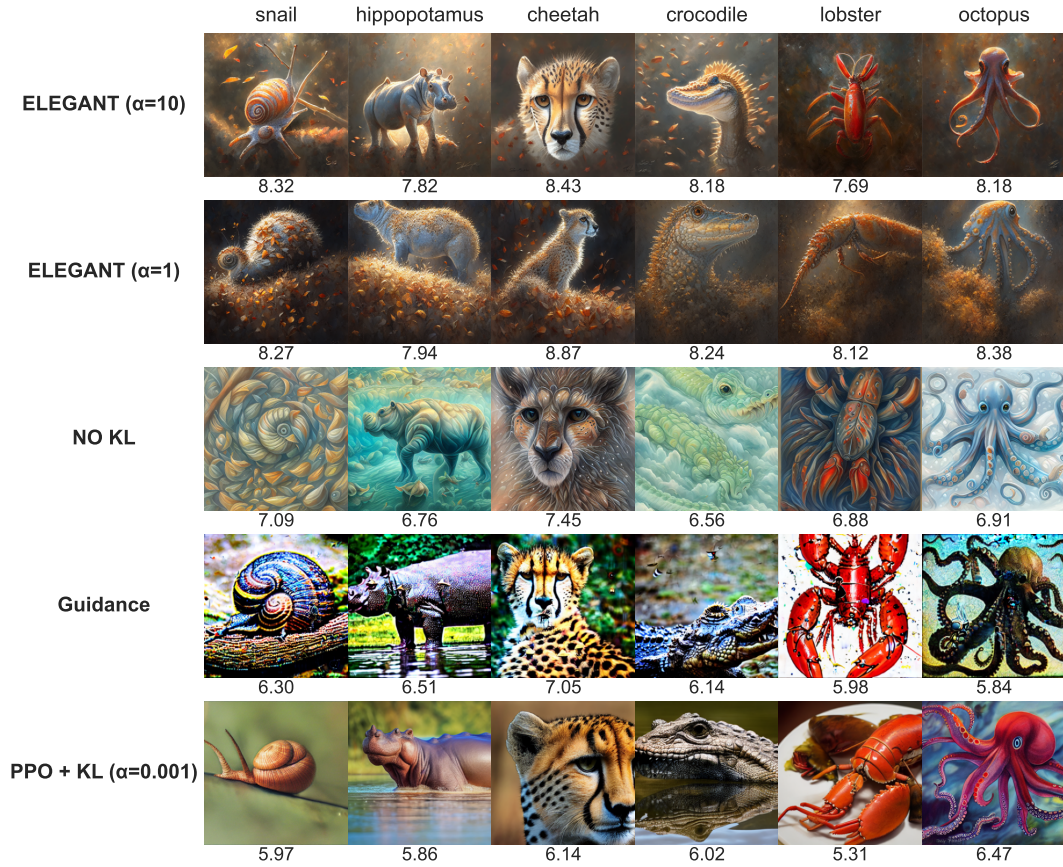 snail hippopotamus cheetah crocodile lobster octopus
ELEGANT (α=10)
8.32 7.82 8.43 8.18 7.69 8.18
ELEGANT (α=1)
8.27 7.94 8.87 8.24 8.12 8.38
NO KL
7.09 6.76 7.45 6.56 6.88 6.91
Guidance
6.30 6.51 7.05 6.14 5.98 5.84
PPO + KL (α=0.001)
5.97 5.86 6.14 6.02 5.31 6.47